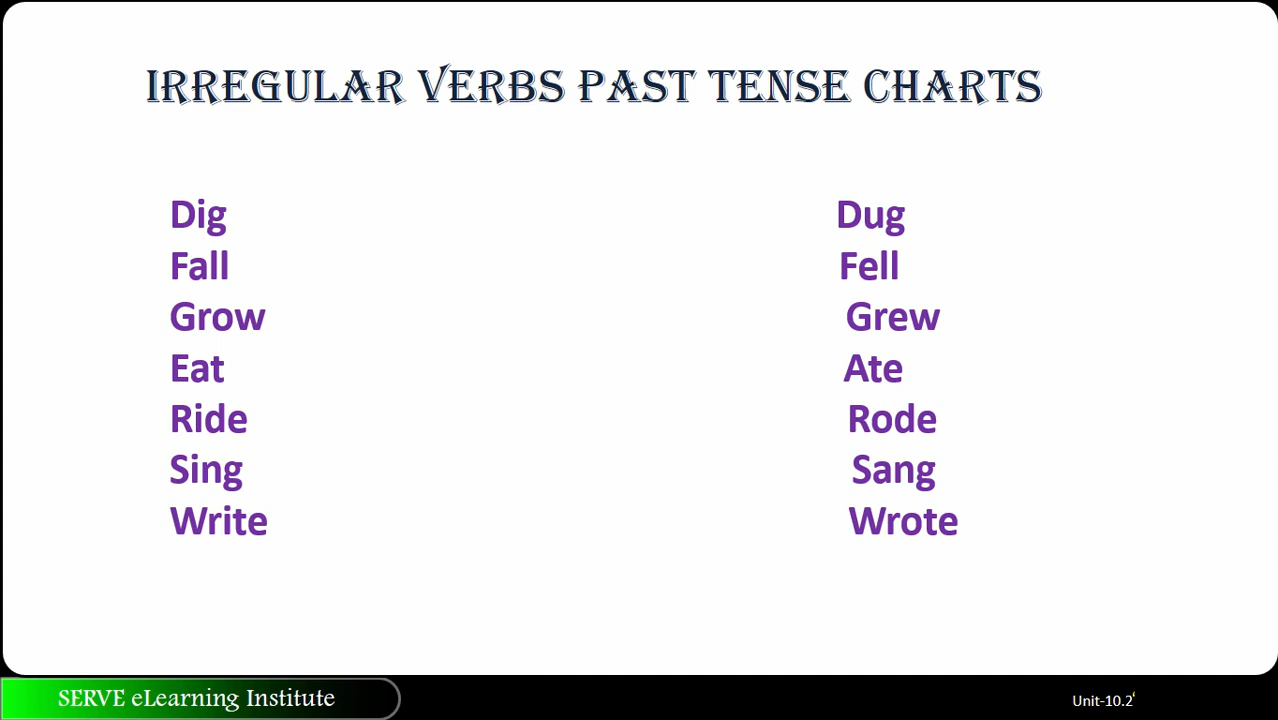 IRREGULAR VERBS PAST TENSE CHARTS
Dig Dug
Fall Fell
Grow Grew
Eat Ate
Ride Rode
Sing Sang
Write Wrote
SERVE eLearning Institute
Unit-10.2‘